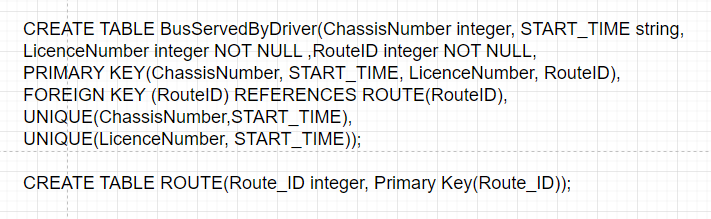 CREATE TABLE BusServedByDriver(ChassisNumber integer, START_TIME string,
LicenceNumber integer NOT NULL ,RouteID integer NOT NULL,
PRIMARY KEY(ChassisNumber, START_TIME, LicenceNumber, RouteID),
FOREIGN KEY (RouteID) REFERENCES ROUTE(RouteID),
UNIQUE(ChassisNumber,START_TIME),
UNIQUE(LicenceNumber, START_TIME));
CREATE TABLE ROUTE(Route_ID integer, Primary Key(Route_ID));